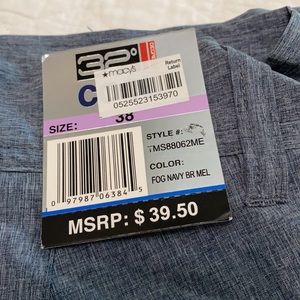 32°
★macy's
Return
Label
0525523153970
C
SIZE:
38
STYLE #:
TMS88062ME
COLOR:
FOG NAVY BR MEL
0 97987 06384 5
MSRP: $ 39.50